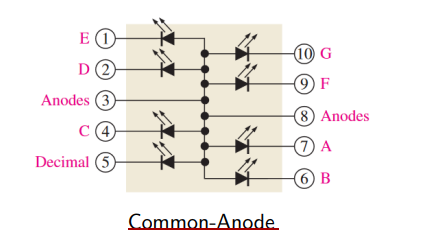 E 1
10 G
D 2
9 F
Anodes 3
8 Anodes
C 4
7 A
Decimal 5
6 B
Common-Anode